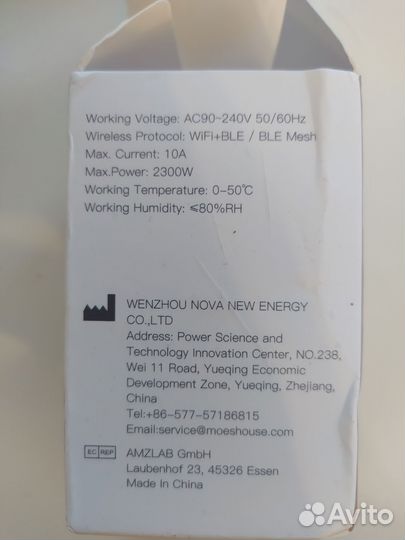 Working Voltage: AC90-240V 50/60Hz
Wireless Protocol: WiFi+BLE / BLE Mesh
Max. Current: 10A
Max.Power: 2300W
Working Temperature: 0-50℃
Working Humidity: ≤80%RH
WENZHOU NOVA NEW ENERGY
CO.,LTD
Address: Power Science and
Technology Innovation Center, NO.238,
Wei 11 Road, Yueqing Economic
Development Zone, Yueqing, Zhejiang,
China
Tel:+86-577-57186815
Email:service@moeshouse.com
EC REP AMZLAB GmbH
Laubenhof 23, 45326 Essen
Made In China
Avito